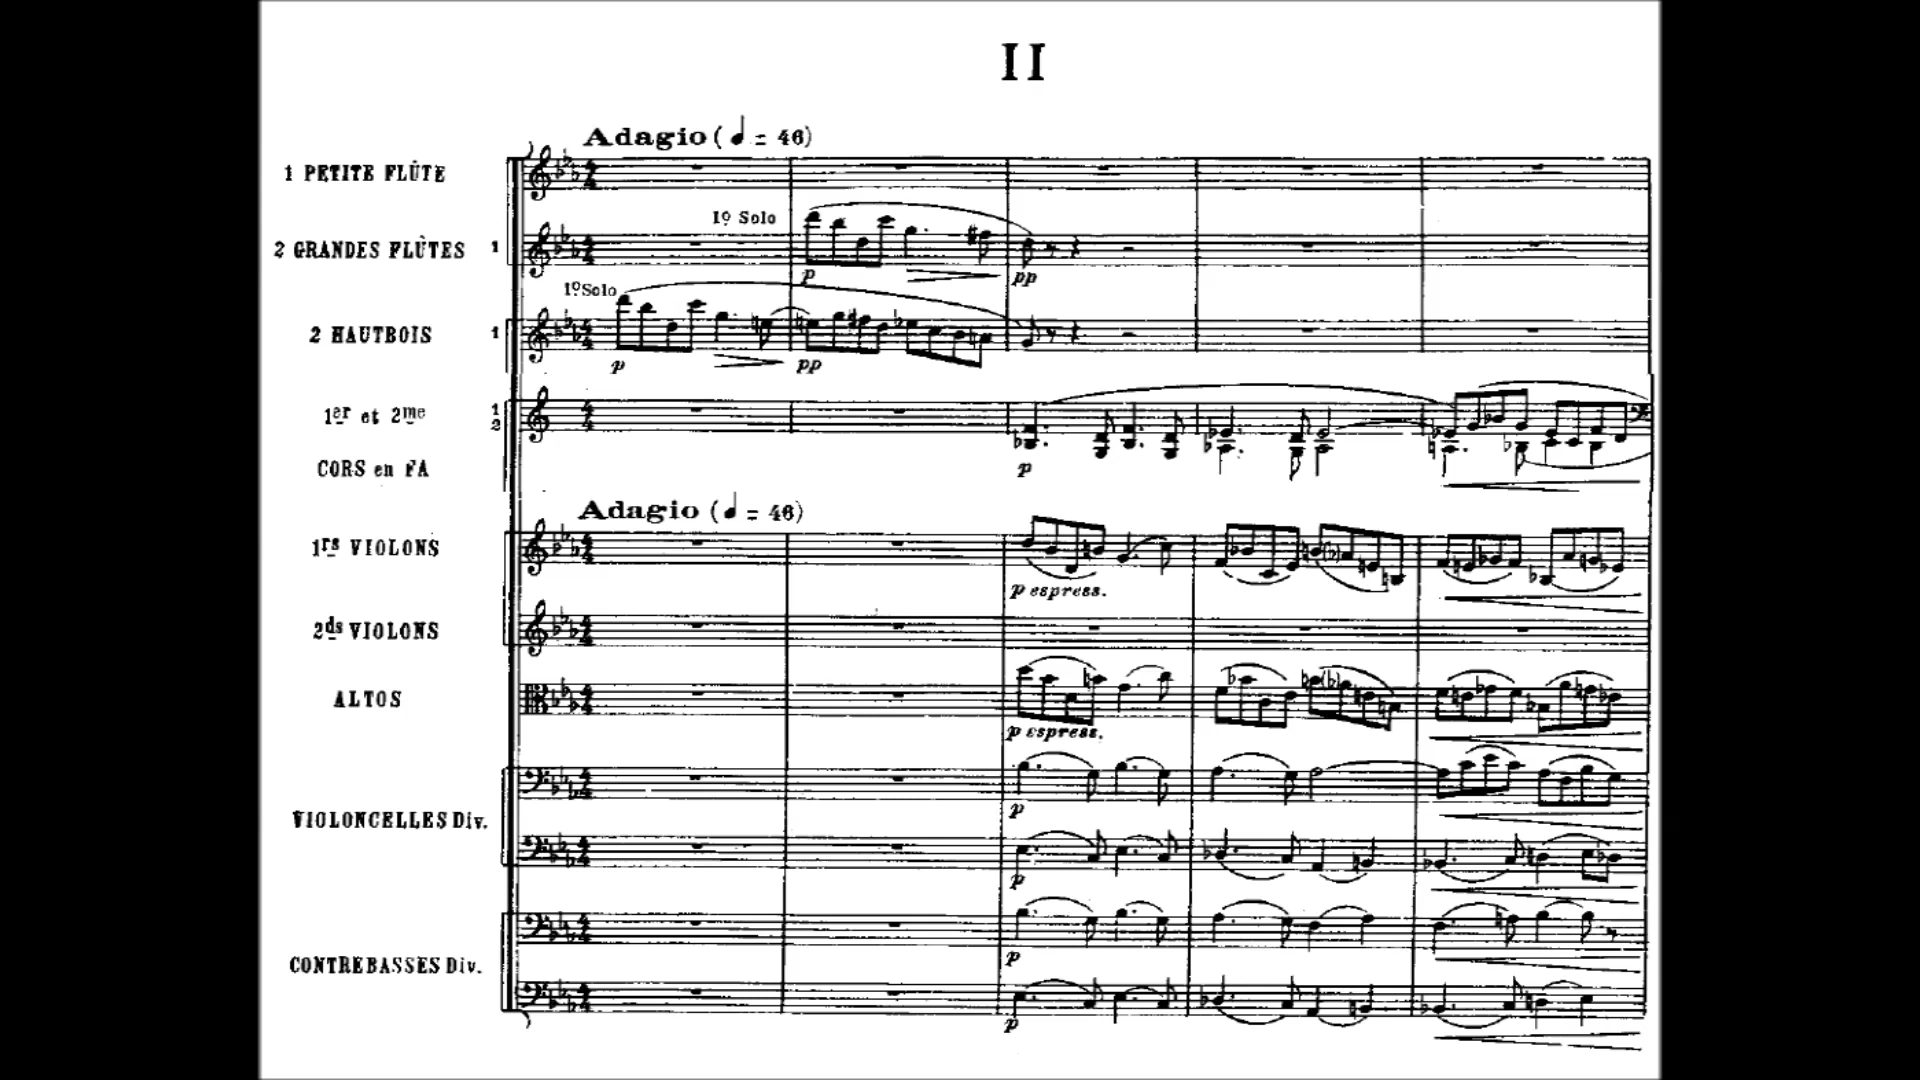 II
Adagio (♩ = 46)
1 PETITE FLÛTE
1º Solo
2 GRANDES FLÛTES 1
p pp
1º Solo
2 HAUTBOIS 1
p pp
1er et 2me 1 2
CORS en FA
p
Adagio (♩ = 46)
1rs VIOLONS
p espress.
2ds VIOLONS
ALTOS
p espress.
p
VIOLONCELLES Div.
p
p
CONTREBASSES Div.
p